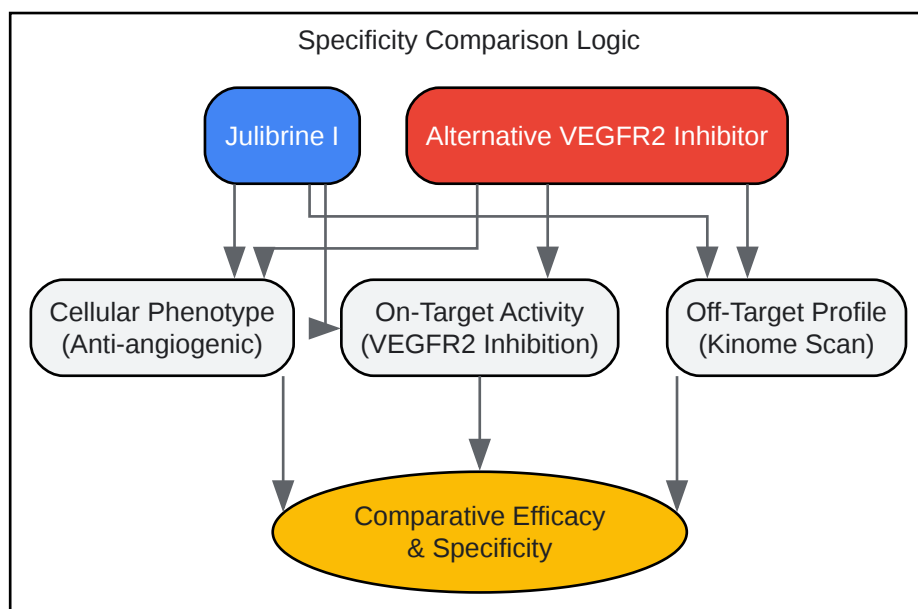 Specificity Comparison Logic
Julibrine I
Alternative VEGFR2 Inhibitor
Cellular Phenotype
(Anti-angiogenic)
On-Target Activity
(VEGFR2 Inhibition)
Off-Target Profile
(Kinome Scan)
Comparative Efficacy
& Specificity